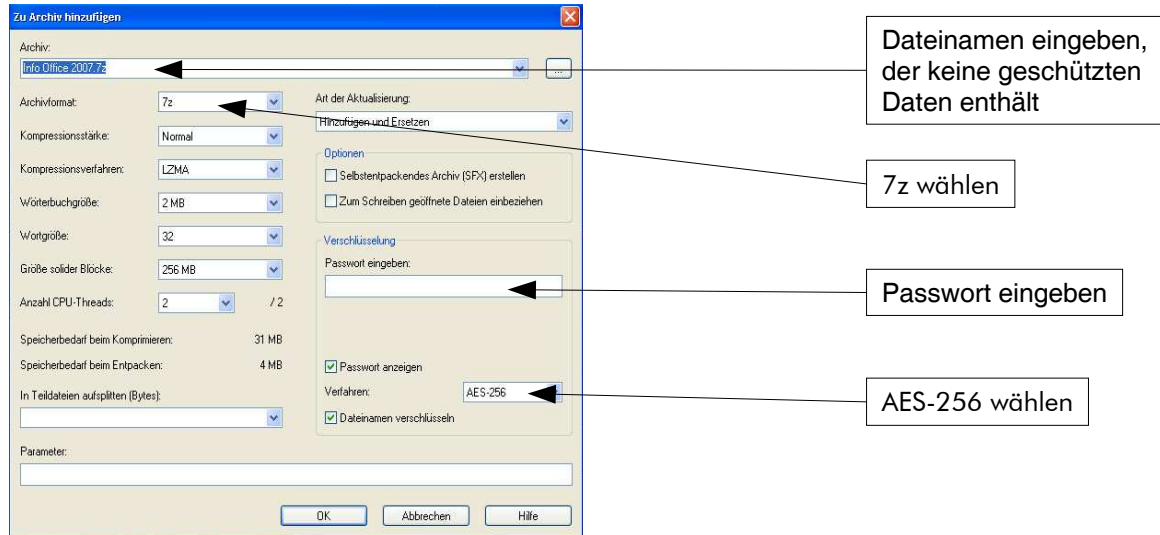 Zu Archiv hinzufügen
Archiv:
Info Office 2007.7z
...
Archivformat:
7z
Kompressionsstärke:
Normal
Kompressionsverfahren:
LZMA
Wörterbuchgröße:
2 MB
Wortgröße:
32
Größe solider Blöcke:
256 MB
Anzahl CPU-Threads:
2
/ 2
Speicherbedarf beim Komprimieren:
31 MB
Speicherbedarf beim Entpacken:
4 MB
In Teildateien aufsplitten (Bytes):
Art der Aktualisierung:
Hinzufügen und Ersetzen
Optionen
Selbstentpackendes Archiv (SFX) erstellen
Zum Schreiben geöffnete Dateien einbeziehen
Verschlüsselung
Passwort eingeben:
Passwort anzeigen
Verfahren:
AES-256
Dateinamen verschlüsseln
Parameter:
OK
Abbrechen
Hilfe
Dateinamen eingeben,
der keine geschützten
Daten enthält
7z wählen
Passwort eingeben
AES-256 wählen